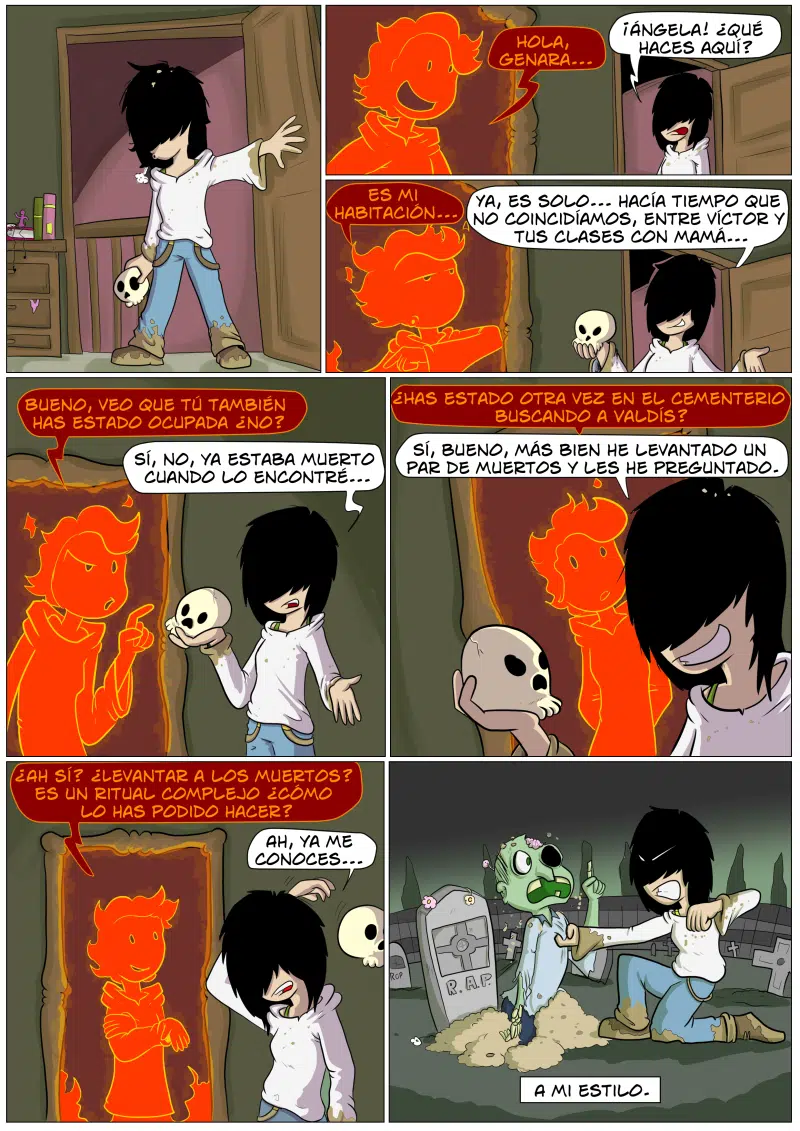 HOLA,
GENARA...
¡ÁNGELA! ¿QUÉ
HACES AQUÍ?
ES MI
HABITACIÓN...
YA, ES SOLO... HACÍA TIEMPO QUE
NO COINCIDÍAMOS, ENTRE VÍCTOR Y
TUS CLASES CON MAMÁ...
BUENO, VEO QUE TÚ TAMBIÉN
HAS ESTADO OCUPADA ¿NO?
SÍ, NO, YA ESTABA MUERTO
CUANDO LO ENCONTRÉ...
¿HAS ESTADO OTRA VEZ EN EL CEMENTERIO
BUSCANDO A VALDÍS?
SÍ, BUENO, MÁS BIEN HE LEVANTADO UN
PAR DE MUERTOS Y LES HE PREGUNTADO.
¿AH SÍ? ¿LEVANTAR A LOS MUERTOS?
ES UN RITUAL COMPLEJO ¿CÓMO
LO HAS PODIDO HACER?
AH, YA ME
CONOCES...
R.A.P.
A MI ESTILO.